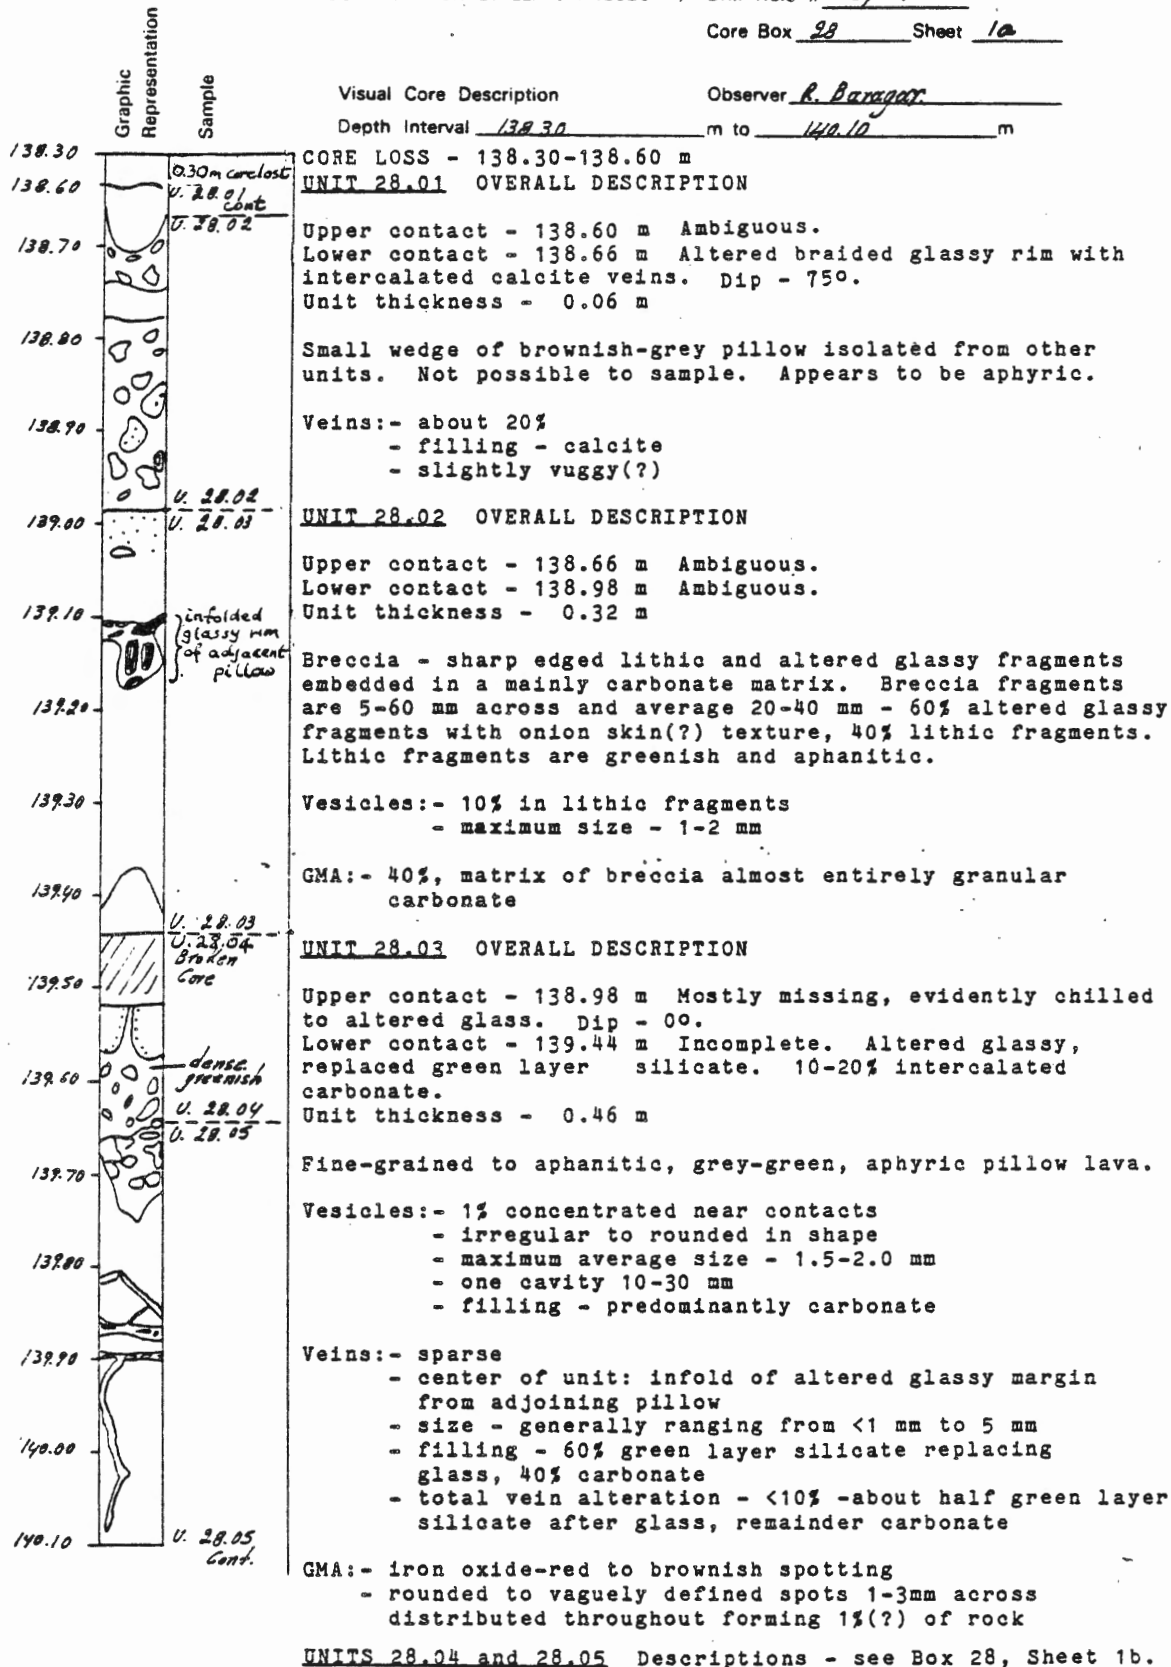 Core Box 28 Sheet 1a
Graphic Representation
Sample
Visual Core Description Observer R. Baragar
Depth Interval 138.30 m to 140.10 m
138.30
138.60
138.70
138.80
138.90
139.00
139.10
139.20
139.30
139.40
139.50
139.60
139.70
139.80
139.90
140.00
140.10
0.30m core lost
U. 28.01
cont
U. 28.02
U. 28.02
U. 28.03
infolded
glassy rim
of adjacent
pillow
U. 28.03
U. 28.04
Broken
Core
dense
greenish
U. 28.04
U. 28.05
U. 28.05
Cont.
CORE LOSS - 138.30-138.60 m
UNIT 28.01 OVERALL DESCRIPTION
Upper contact - 138.60 m Ambiguous.
Lower contact - 138.66 m Altered braided glassy rim with
intercalated calcite veins. Dip - 75°.
Unit thickness - 0.06 m
Small wedge of brownish-grey pillow isolated from other
units. Not possible to sample. Appears to be aphyric.
Veins:- about 20%
- filling - calcite
- slightly vuggy(?)
UNIT 28.02 OVERALL DESCRIPTION
Upper contact - 138.66 m Ambiguous.
Lower contact - 138.98 m Ambiguous.
Unit thickness - 0.32 m
Breccia - sharp edged lithic and altered glassy fragments
embedded in a mainly carbonate matrix. Breccia fragments
are 5-60 mm across and average 20-40 mm - 60% altered glassy
fragments with onion skin(?) texture, 40% lithic fragments.
Lithic fragments are greenish and aphanitic.
Vesicles:- 10% in lithic fragments
- maximum size - 1-2 mm
GMA:- 40%, matrix of breccia almost entirely granular
carbonate
UNIT 28.03 OVERALL DESCRIPTION
Upper contact - 138.98 m Mostly missing, evidently chilled
to altered glass. Dip - 0°.
Lower contact - 139.44 m Incomplete. Altered glassy,
replaced green layer silicate. 10-20% intercalated
carbonate.
Unit thickness - 0.46 m
Fine-grained to aphanitic, grey-green, aphyric pillow lava.
Vesicles:- 1% concentrated near contacts
- irregular to rounded in shape
- maximum average size - 1.5-2.0 mm
- one cavity 10-30 mm
- filling - predominantly carbonate
Veins:- sparse
- center of unit: infold of altered glassy margin
from adjoining pillow
- size - generally ranging from <1 mm to 5 mm
- filling - 60% green layer silicate replacing
glass, 40% carbonate
- total vein alteration - <10% -about half green layer
silicate after glass, remainder carbonate
GMA:- iron oxide-red to brownish spotting
- rounded to vaguely defined spots 1-3mm across
distributed throughout forming 1%(?) of rock
UNITS 28.04 and 28.05 Descriptions - see Box 28, Sheet 1b.